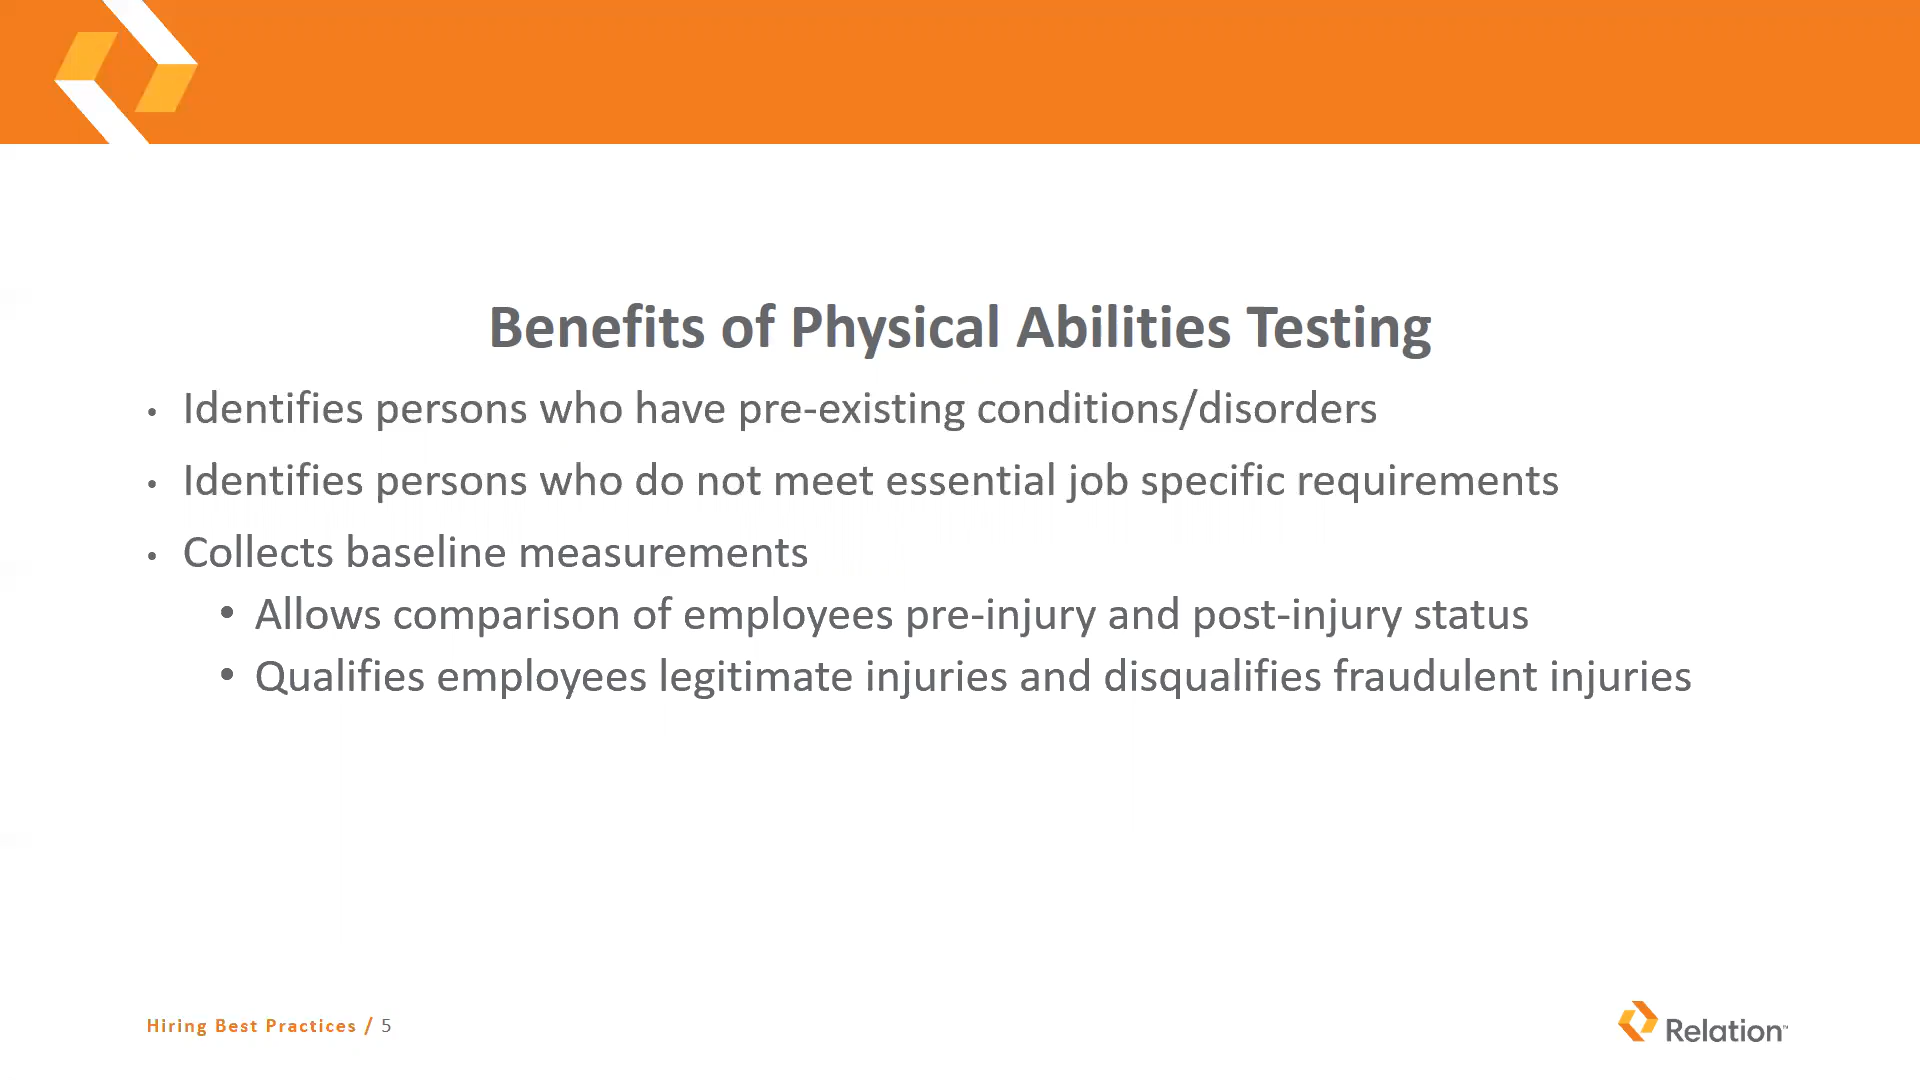 Benefits of Physical Abilities Testing
• Identifies persons who have pre-existing conditions/disorders
• Identifies persons who do not meet essential job specific requirements
• Collects baseline measurements
• Allows comparison of employees pre-injury and post-injury status
• Qualifies employees legitimate injuries and disqualifies fraudulent injuries
Hiring Best Practices / 5
Relation™